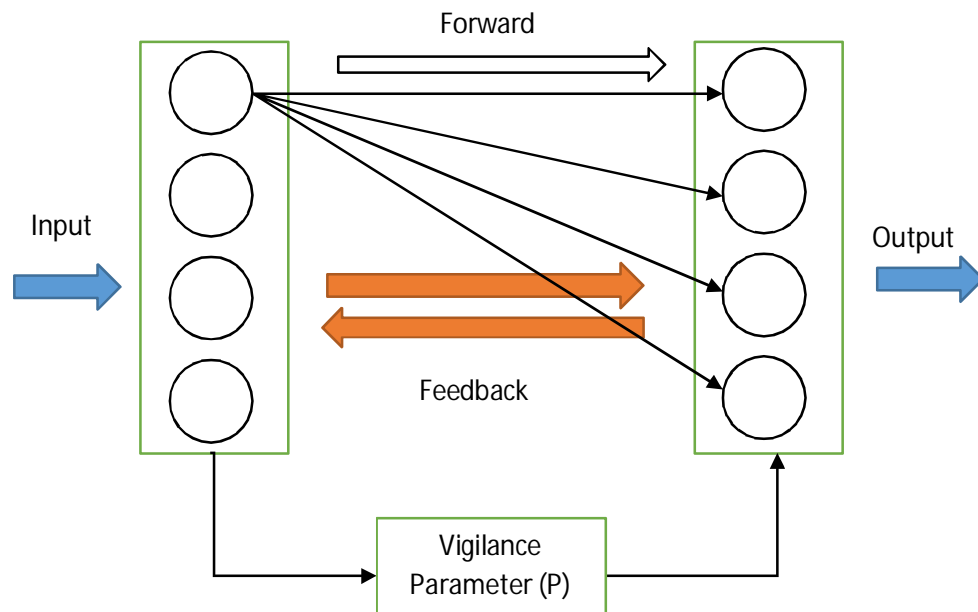 Forward
Input
Output
Feedback
Vigilance
Parameter (P)